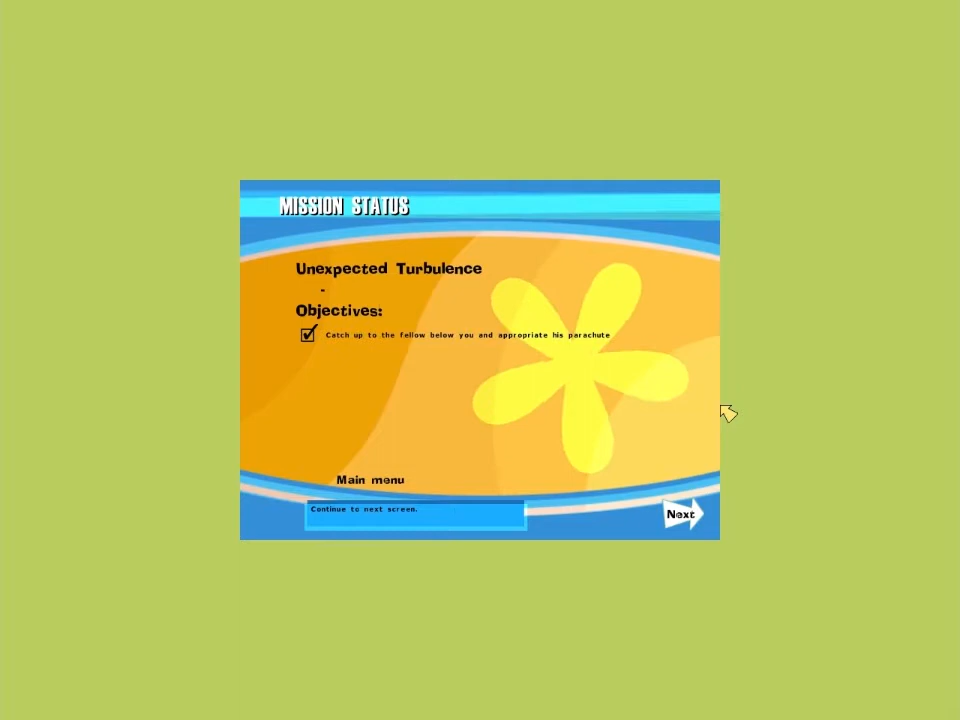 MISSION STATUS
Unexpected Turbulence
-
Objectives:
Catch up to the fellow below you and appropriate his parachute
Main menu
Continue to next screen.
Next